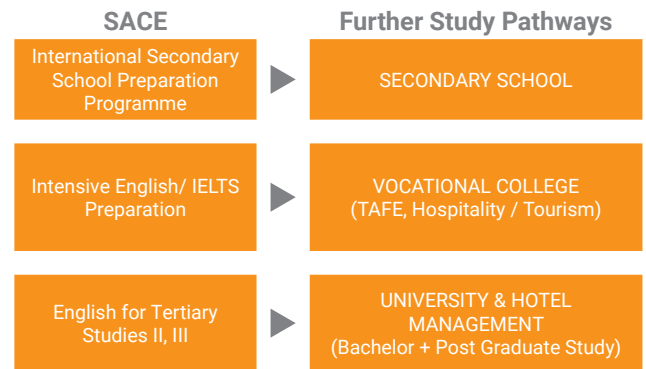 SACE
Further Study Pathways
International Secondary
School Preparation
Programme
SECONDARY SCHOOL
Intensive English/ IELTS
Preparation
VOCATIONAL COLLEGE
(TAFE, Hospitality / Tourism)
English for Tertiary
Studies II, III
UNIVERSITY & HOTEL
MANAGEMENT
(Bachelor + Post Graduate Study)